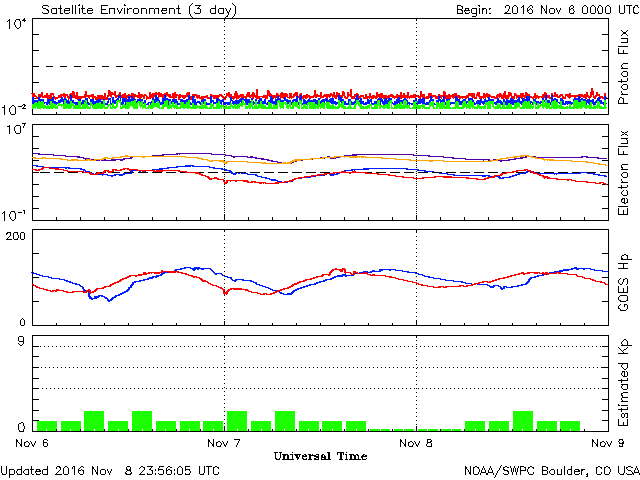 Satellite Environment (3 day) Begin: 2016 Nov 6 0000 UTC
10⁴
10⁻²
Proton Flux
10⁷
10⁻¹
Electron Flux
200
0
GOES Hp
9
0
Estimated Kp
Nov 6 Nov 7 Nov 8 Nov 9
Universal Time
Updated 2016 Nov 8 23:56:05 UTC NOAA/SWPC Boulder, CO USA